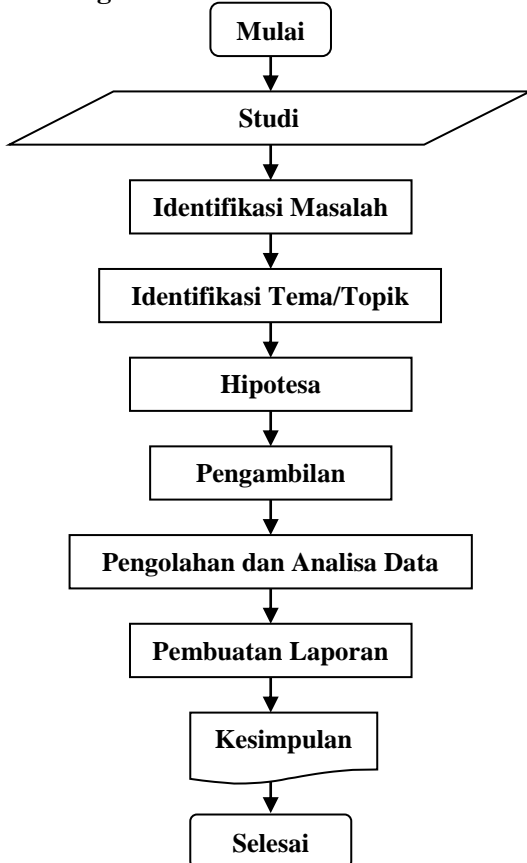 Mulai
Studi
Identifikasi Masalah
Identifikasi Tema/Topik
Hipotesa
Pengambilan
Pengolahan dan Analisa Data
Pembuatan Laporan
Kesimpulan
Selesai